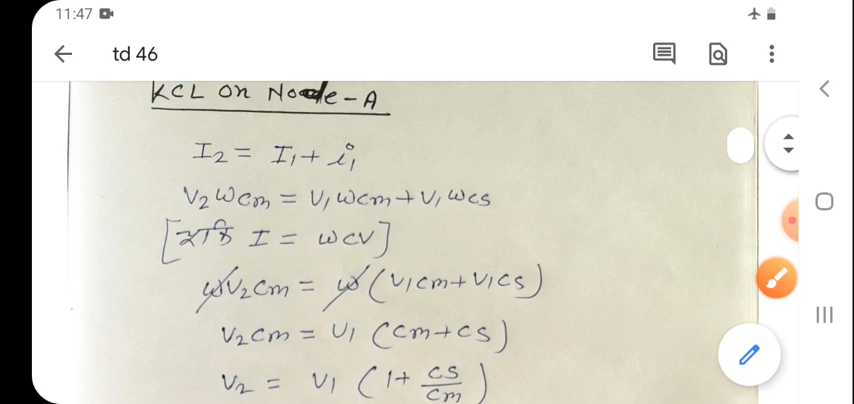 11:47
td 46
KCL on Node-A
I₂ = I₁ + i₁
V₂ωcm = V₁ωcm + V₁ωcs
[ I = ωcv]
ωV₂cm = ω (V₁cm + V₁cs)
V₂cm = V₁ (cm + cs)
V₂ = V₁ (1 + cs/cm)